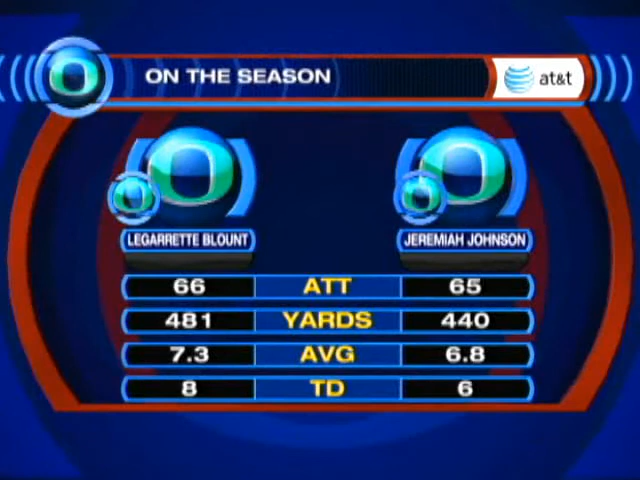 ON THE SEASON
at&t
LEGARRETTE BLOUNT
JEREMIAH JOHNSON
66 ATT 65
481 YARDS 440
7.3 AVG 6.8
8 TD 6